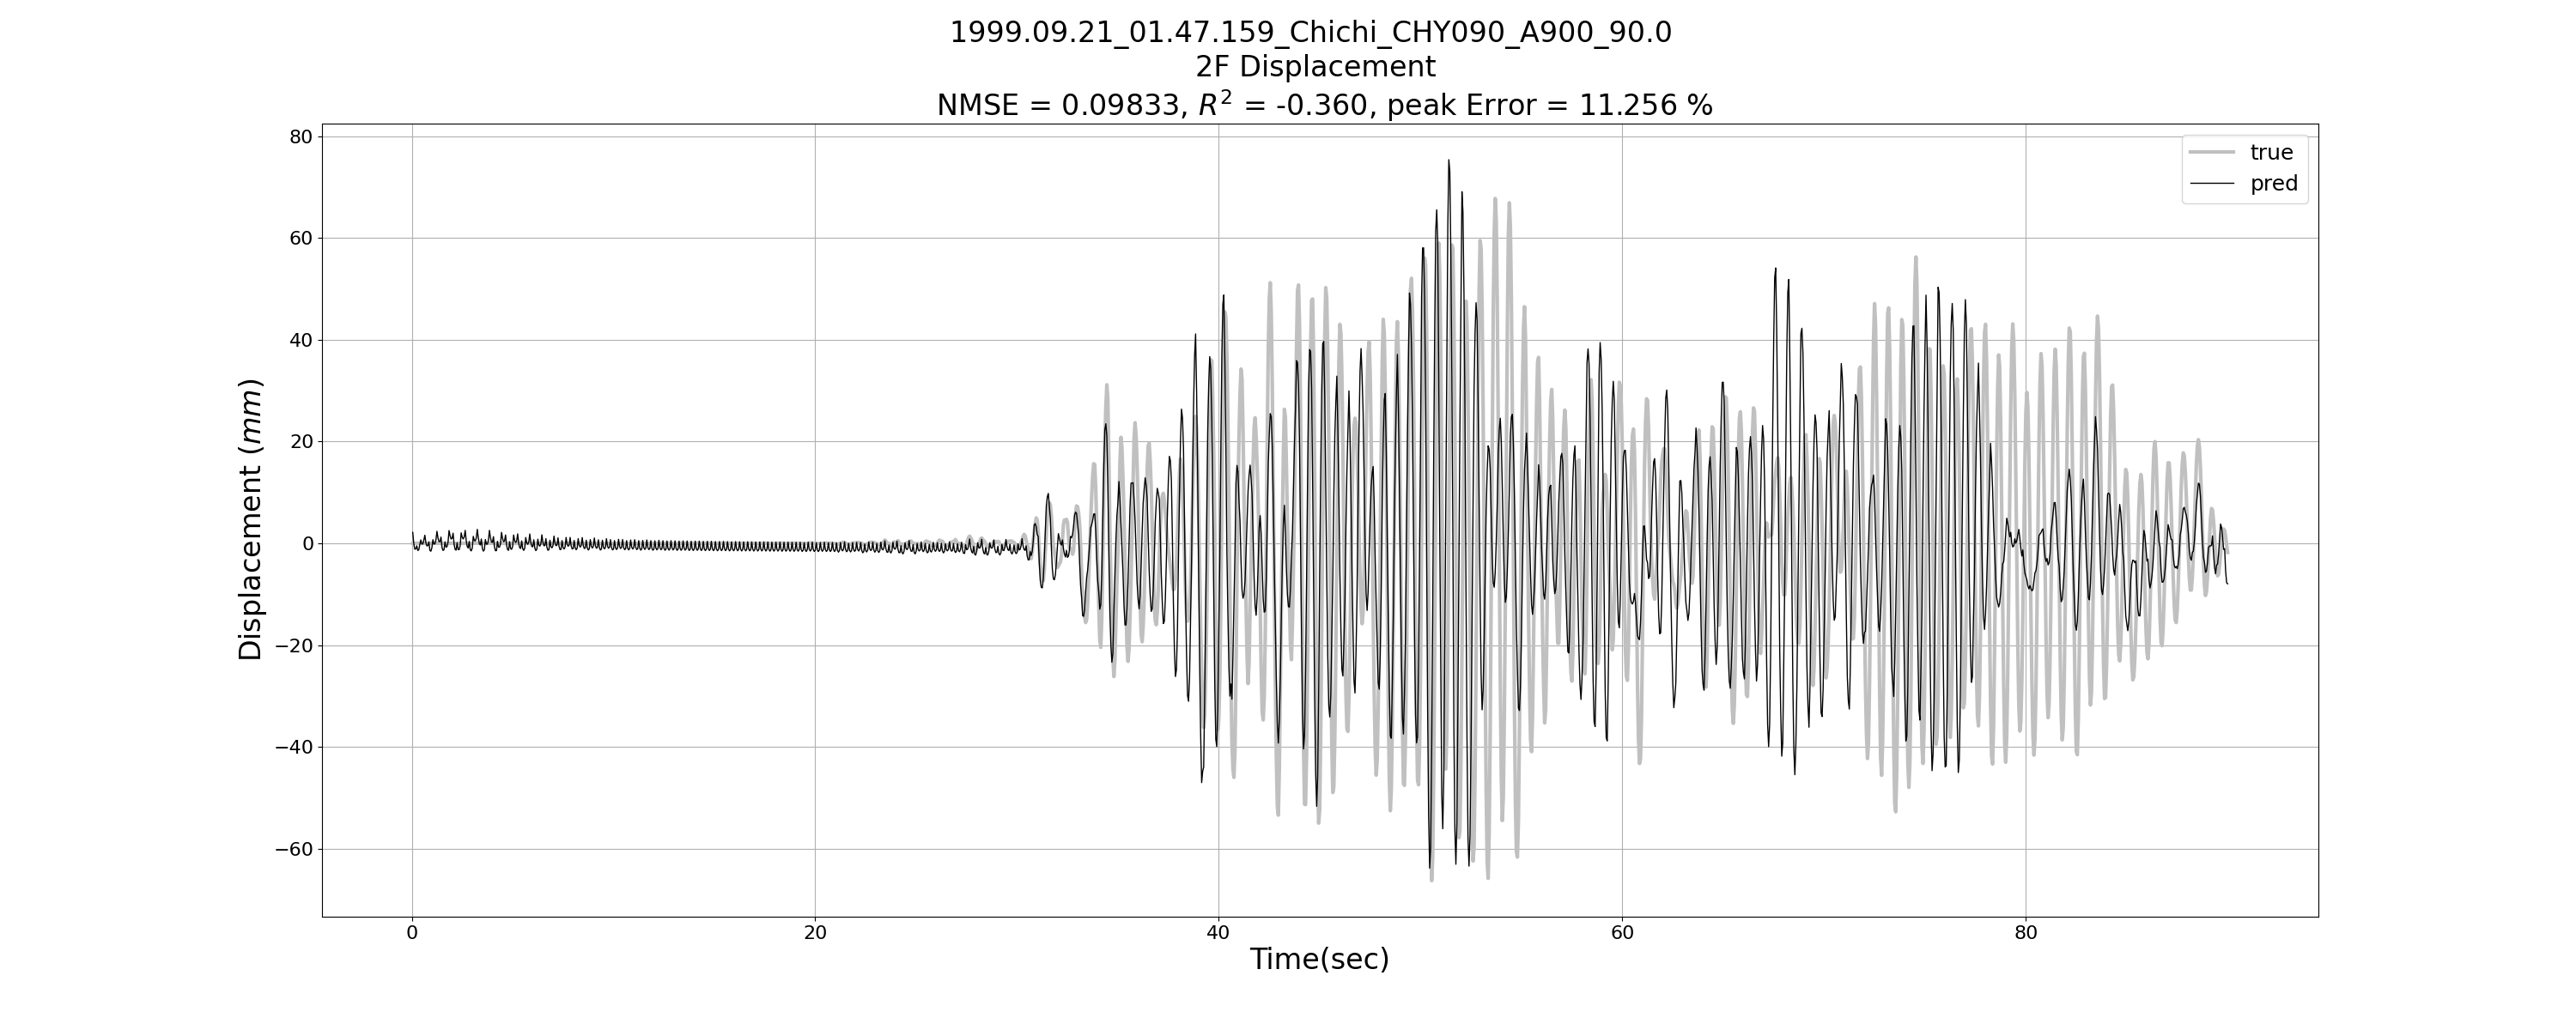 1999.09.21_01.47.159_Chichi_CHY090_A900_90.0
2F Displacement
NMSE = 0.09833, R² = -0.360, peak Error = 11.256 %
80
60
40
20
0
−20
−40
−60
Displacement (mm)
true
pred
0 20 40 60 80
Time(sec)